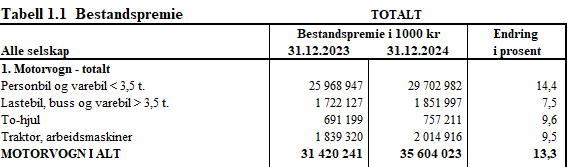 Tabell 1.1 Bestandspremie TOTALT
Bestandspremie i 1000 kr Endring
Alle selskap 31.12.2023 31.12.2024 i prosent
1. Motorvogn - totalt
Personbil og varebil < 3,5 t. 25 968 947 29 702 982 14,4
Lastebil, buss og varebil > 3,5 t. 1 722 127 1 851 997 7,5
To-hjul 691 199 757 211 9,6
Traktor, arbeidsmaskiner 1 839 320 2 014 916 9,5
MOTORVOGN I ALT 31 420 241 35 604 023 13,3